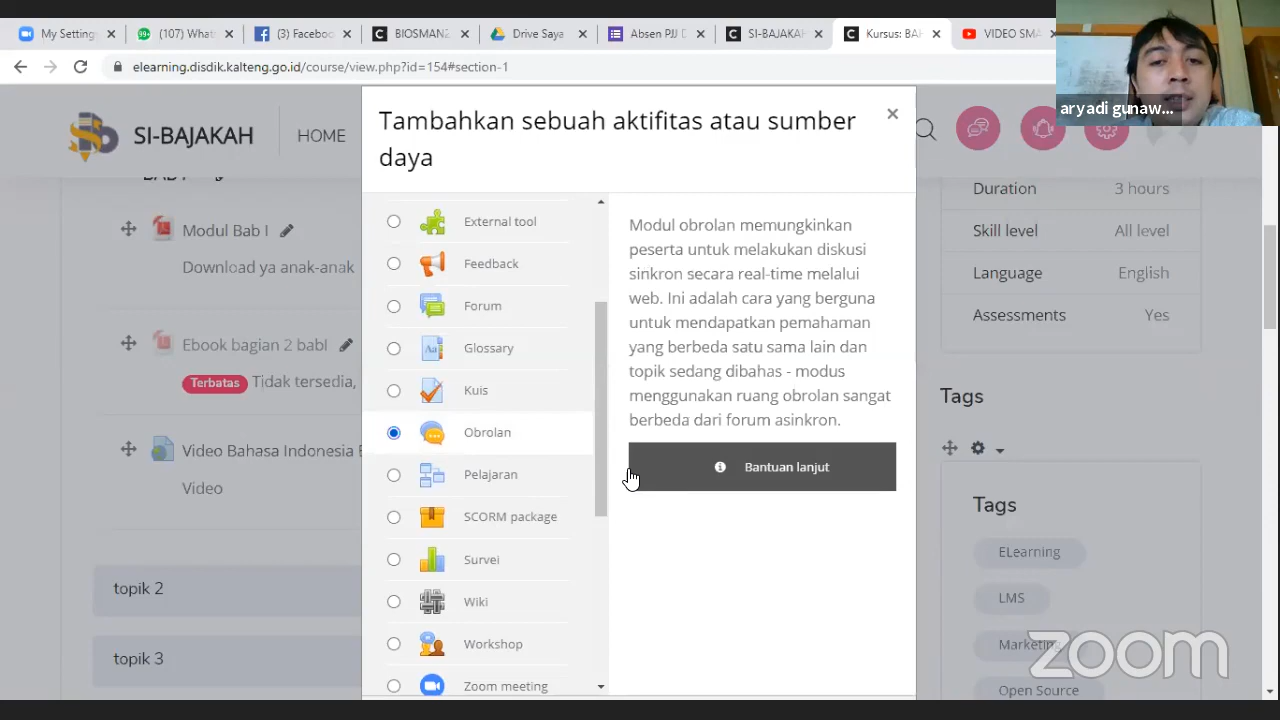 My Setting
(107) What
(3) Faceboo
BIOSMAN
Drive Saya
Absen PJJ D
SI-BAJAKAH
Kursus: BAH
VIDEO SMA
elearning.disdik.kalteng.go.id/course/view.php?id=154#section-1
aryadi gunaw...
SI-BAJAKAH
HOME
Tambahkan sebuah aktifitas atau sumber
daya
×
Modul Bab I
Download ya anak-anak
Ebook bagian 2 babI
Terbatas Tidak tersedia,
Video Bahasa Indonesia
Video
topik 2
topik 3
External tool
Feedback
Forum
Glossary
Kuis
Obrolan
Pelajaran
SCORM package
Survei
Wiki
Workshop
Zoom meeting
Modul obrolan memungkinkan
peserta untuk melakukan diskusi
sinkron secara real-time melalui
web. Ini adalah cara yang berguna
untuk mendapatkan pemahaman
yang berbeda satu sama lain dan
topik sedang dibahas - modus
menggunakan ruang obrolan sangat
berbeda dari forum asinkron.
Bantuan lanjut
Duration 3 hours
Skill level All level
Language English
Assessments Yes
Tags
Tags
ELearning
LMS
Marketing
Open Source
zoom